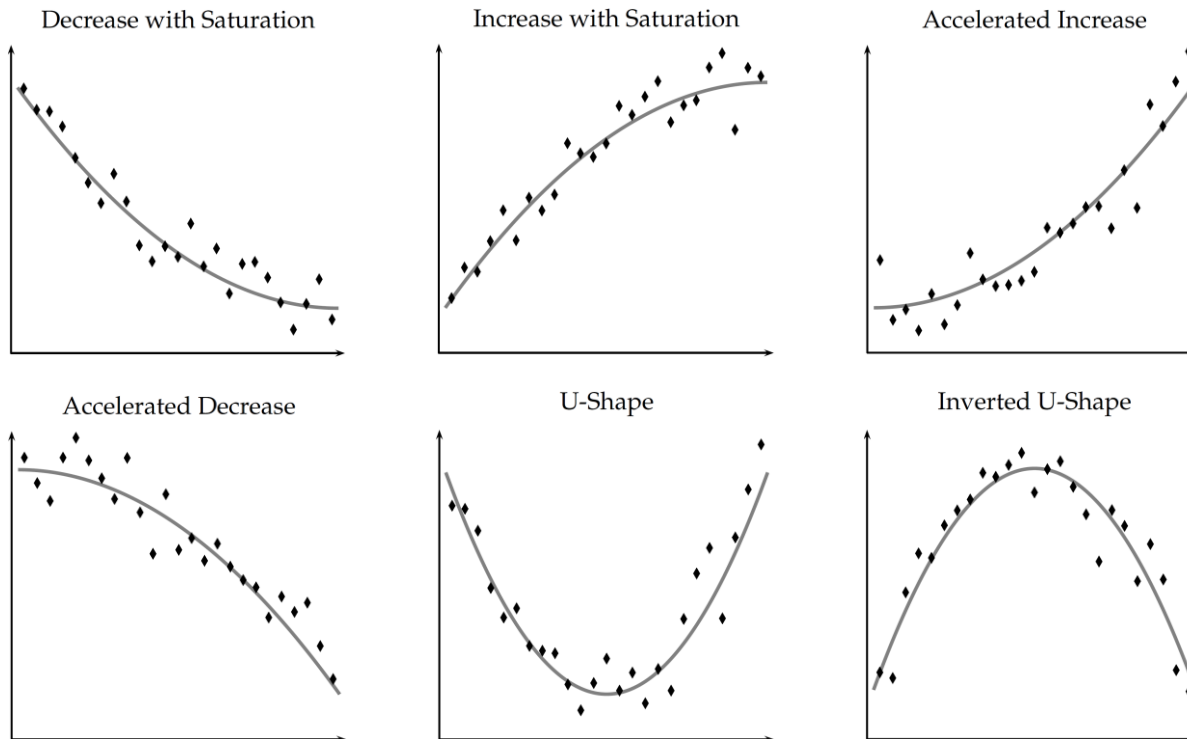 Decrease with Saturation
Increase with Saturation
Accelerated Increase
Accelerated Decrease
U-Shape
Inverted U-Shape